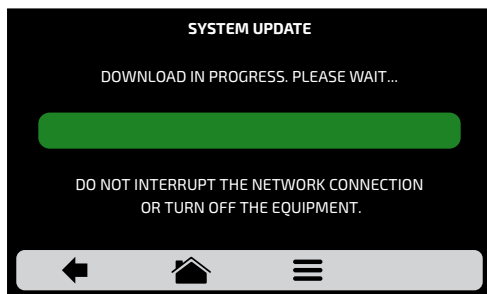 SYSTEM UPDATE
DOWNLOAD IN PROGRESS. PLEASE WAIT...
DO NOT INTERRUPT THE NETWORK CONNECTION
OR TURN OFF THE EQUIPMENT.